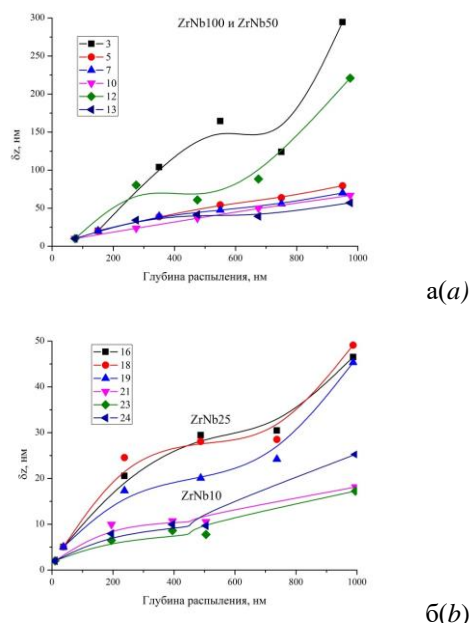 ZrNb100 и ZrNb50
300
250
200
150
100
50
0
δz, нм
3
5
7
10
12
13
0 200 400 600 800 1000
Глубина распыления, нм
а(a)
50
40
30
20
10
0
δz, нм
16
18
19
21
23
24
ZrNb25
ZrNb10
0 200 400 600 800 1000
Глубина распыления, нм
б(b)